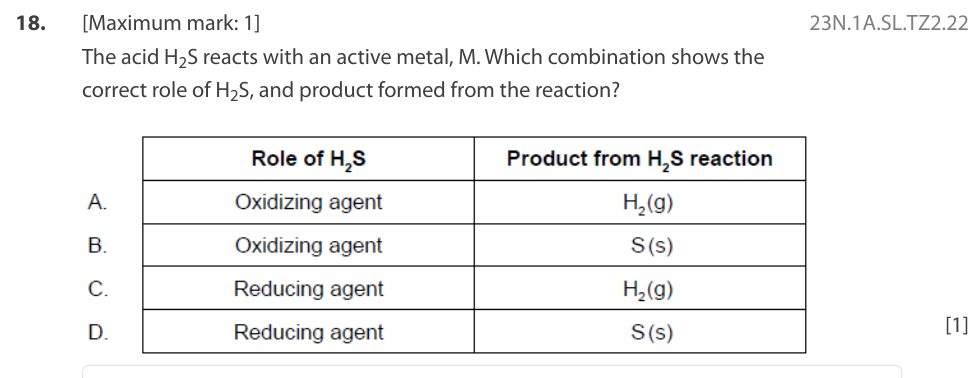 18. [Maximum mark: 1] 23N.1A.SL.TZ2.22
The acid H₂S reacts with an active metal, M. Which combination shows the
correct role of H₂S, and product formed from the reaction?
Role of H₂S Product from H₂S reaction
A. Oxidizing agent H₂(g)
B. Oxidizing agent S(s)
C. Reducing agent H₂(g)
D. Reducing agent S(s)
[1]